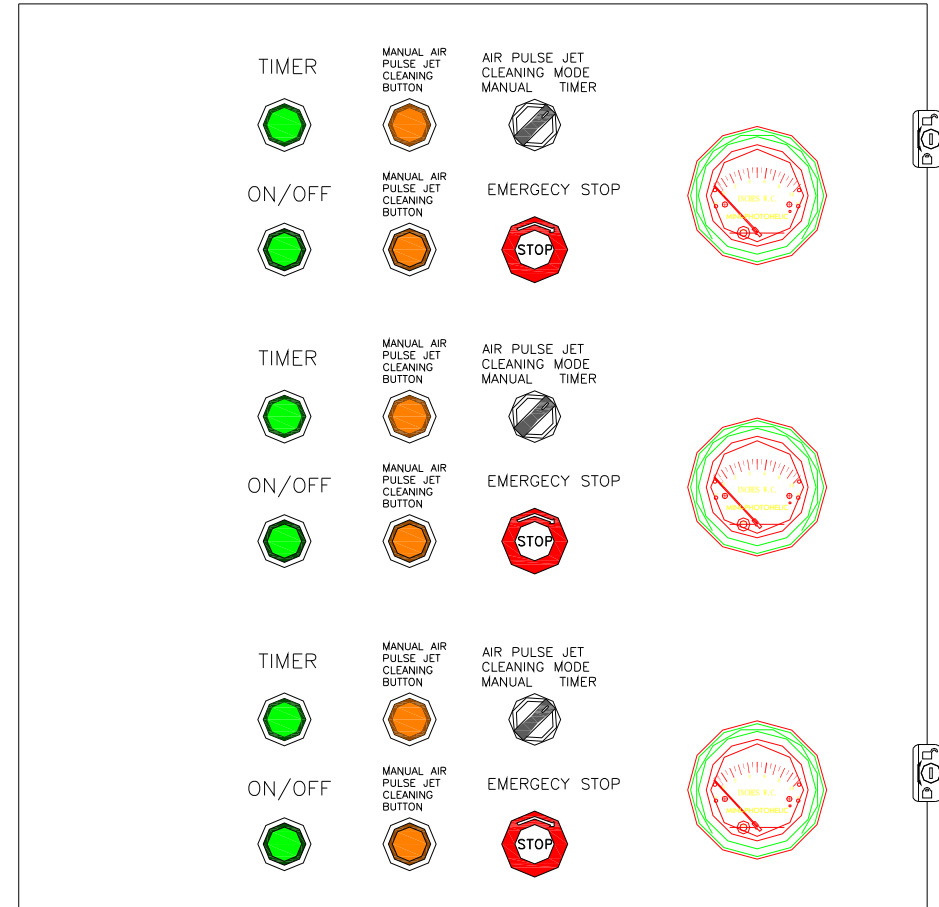 TIMER
MANUAL AIR
PULSE JET
CLEANING
BUTTON
AIR PULSE JET
CLEANING MODE
MANUAL TIMER
ON/OFF
MANUAL AIR
PULSE JET
CLEANING
BUTTON
EMERGECY STOP
STOP
TIMER
MANUAL AIR
PULSE JET
CLEANING
BUTTON
AIR PULSE JET
CLEANING MODE
MANUAL TIMER
ON/OFF
MANUAL AIR
PULSE JET
CLEANING
BUTTON
EMERGECY STOP
STOP
TIMER
MANUAL AIR
PULSE JET
CLEANING
BUTTON
AIR PULSE JET
CLEANING MODE
MANUAL TIMER
ON/OFF
MANUAL AIR
PULSE JET
CLEANING
BUTTON
EMERGECY STOP
STOP